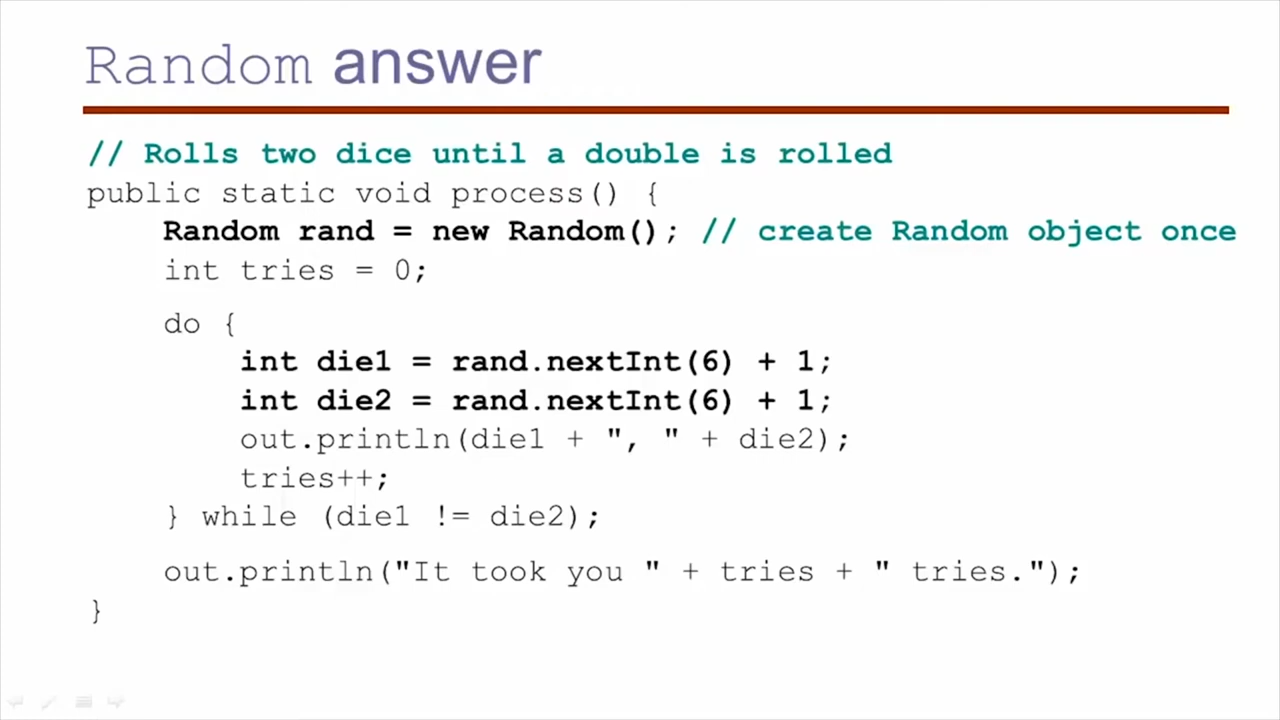 Random answer
// Rolls two dice until a double is rolled
public static void process() {
Random rand = new Random(); // create Random object once
int tries = 0;
do {
int die1 = rand.nextInt(6) + 1;
int die2 = rand.nextInt(6) + 1;
out.println(die1 + ", " + die2);
tries++;
} while (die1 != die2);
out.println("It took you " + tries + " tries.");
}